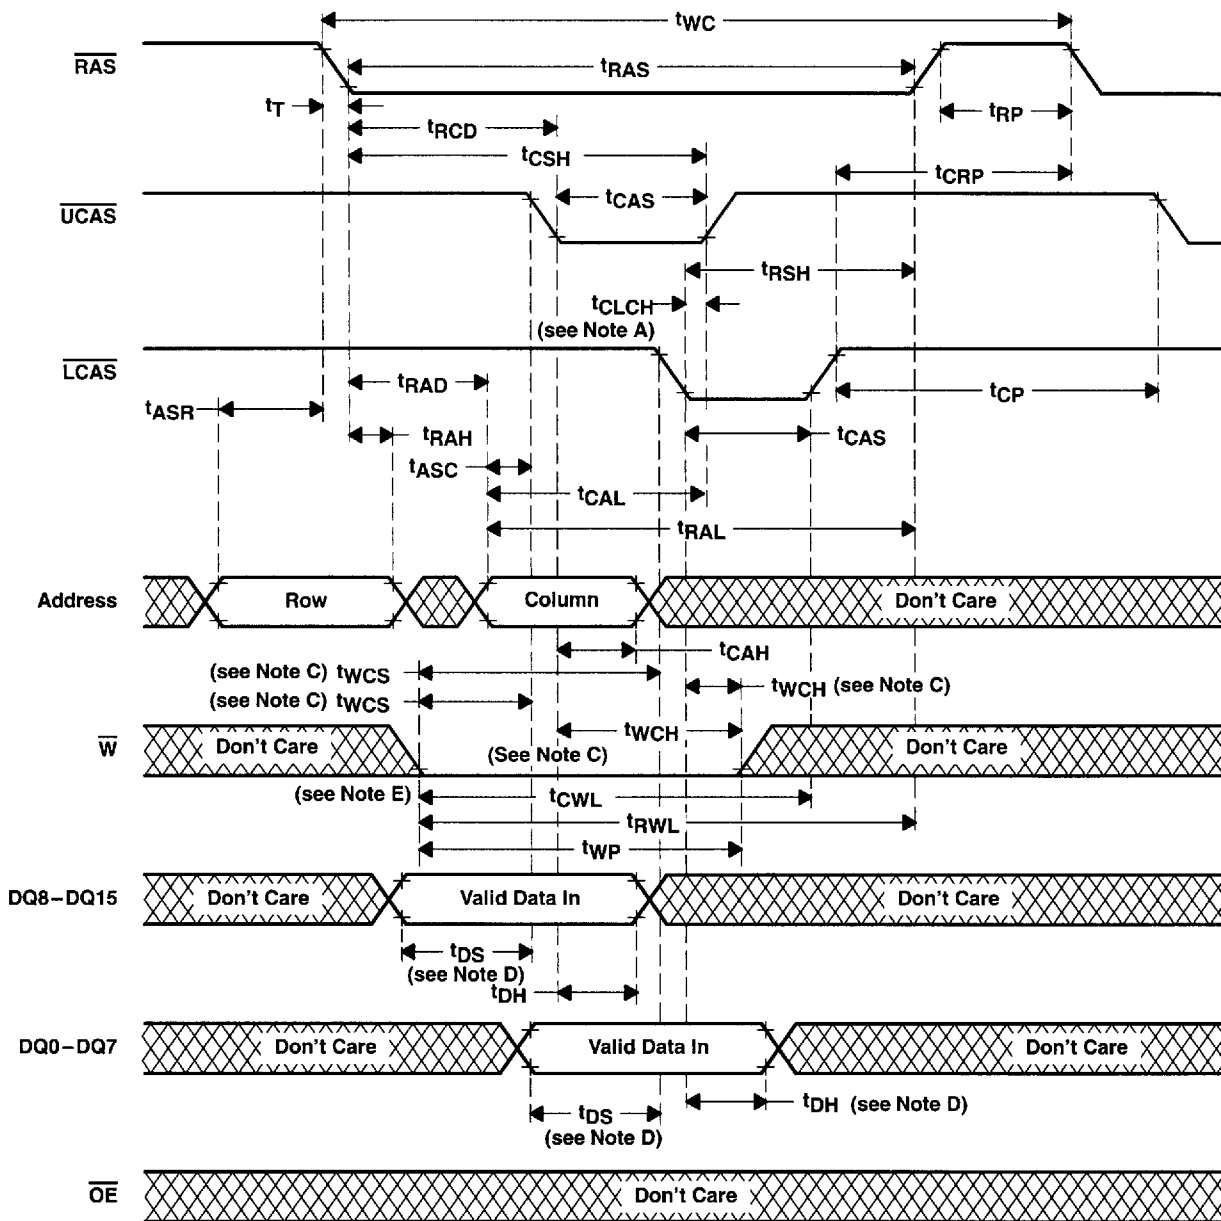 tWC
RAS
tRAS
tT
tRP
tRCD
tCSH
tCRP
UCAS
tCAS
tRSH
tCLCH
(see Note A)
LCAS
tRAD
tCP
tASR
tRAH
tCAS
tASC
tCAL
tRAL
Address
Row
Column
Don't Care
tCAH
(see Note C) tWCS
tWCH (see Note C)
(see Note C) tWCS
tWCH
W
Don't Care
(See Note C)
Don't Care
(see Note E)
tCWL
tRWL
tWP
DQ8–DQ15
Don't Care
Valid Data In
Don't Care
tDS
(see Note D)
tDH
DQ0–DQ7
Don't Care
Valid Data In
Don't Care
tDH (see Note D)
tDS
(see Note D)
OE
Don't Care